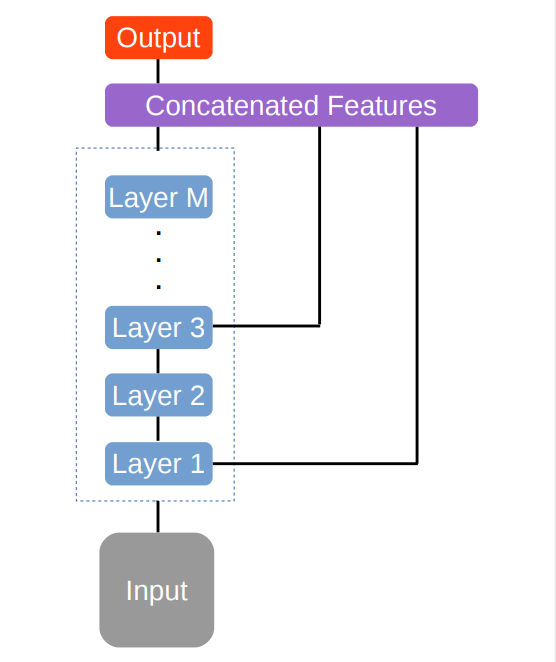 Output
Concatenated Features
Layer M
.
.
.
Layer 3
Layer 2
Layer 1
Input